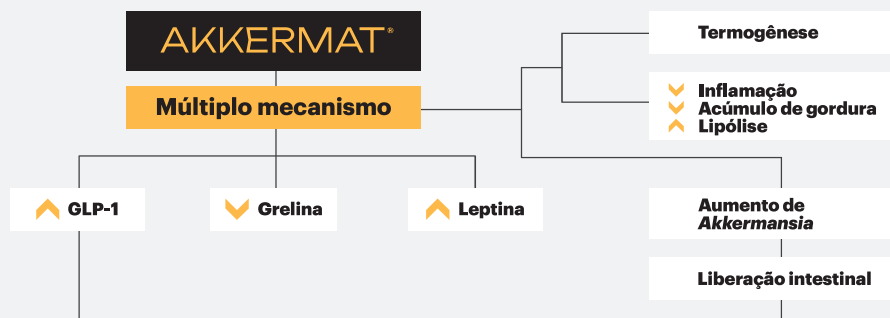 AKKERMAT®
Múltiplo mecanismo
Termogênese
Inflamação
Acúmulo de gordura
Lipólise
GLP-1
Grelina
Leptina
Aumento de
Akkermansia
Liberação intestinal